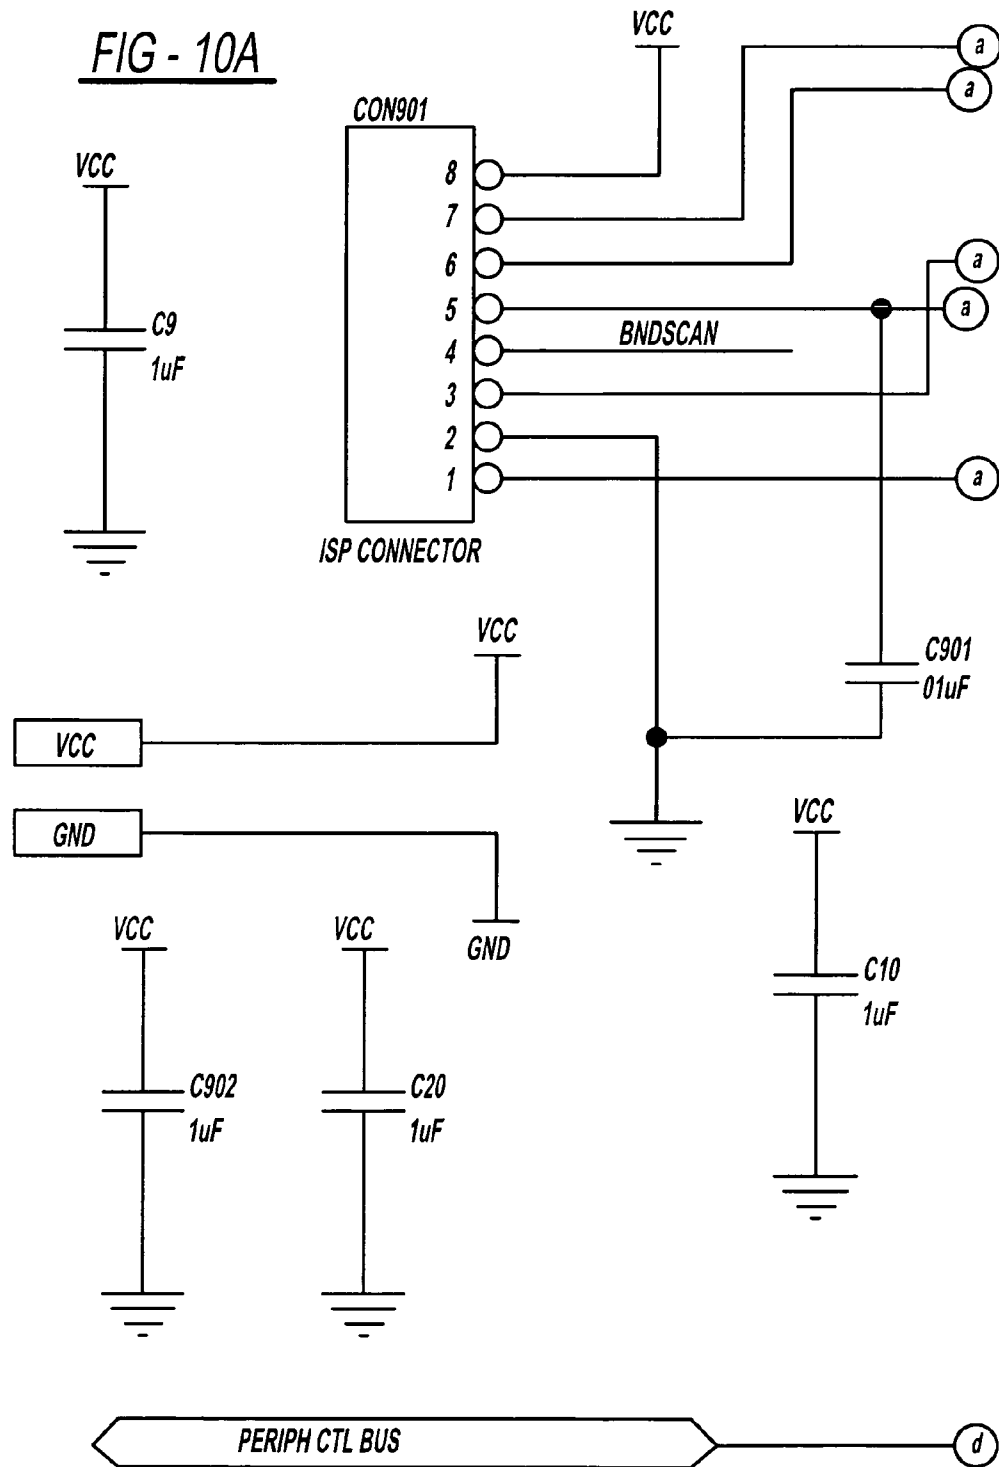 FIG - 10A
VCC
a
a
CON901
8
7
6
5
4
3
2
1
a
a
a
BNDSCAN
ISP CONNECTOR
VCC
C9
1uF
C901
01uF
VCC
VCC
GND
GND
VCC
C10
1uF
VCC
C902
1uF
VCC
C20
1uF
PERIPH CTL BUS
d